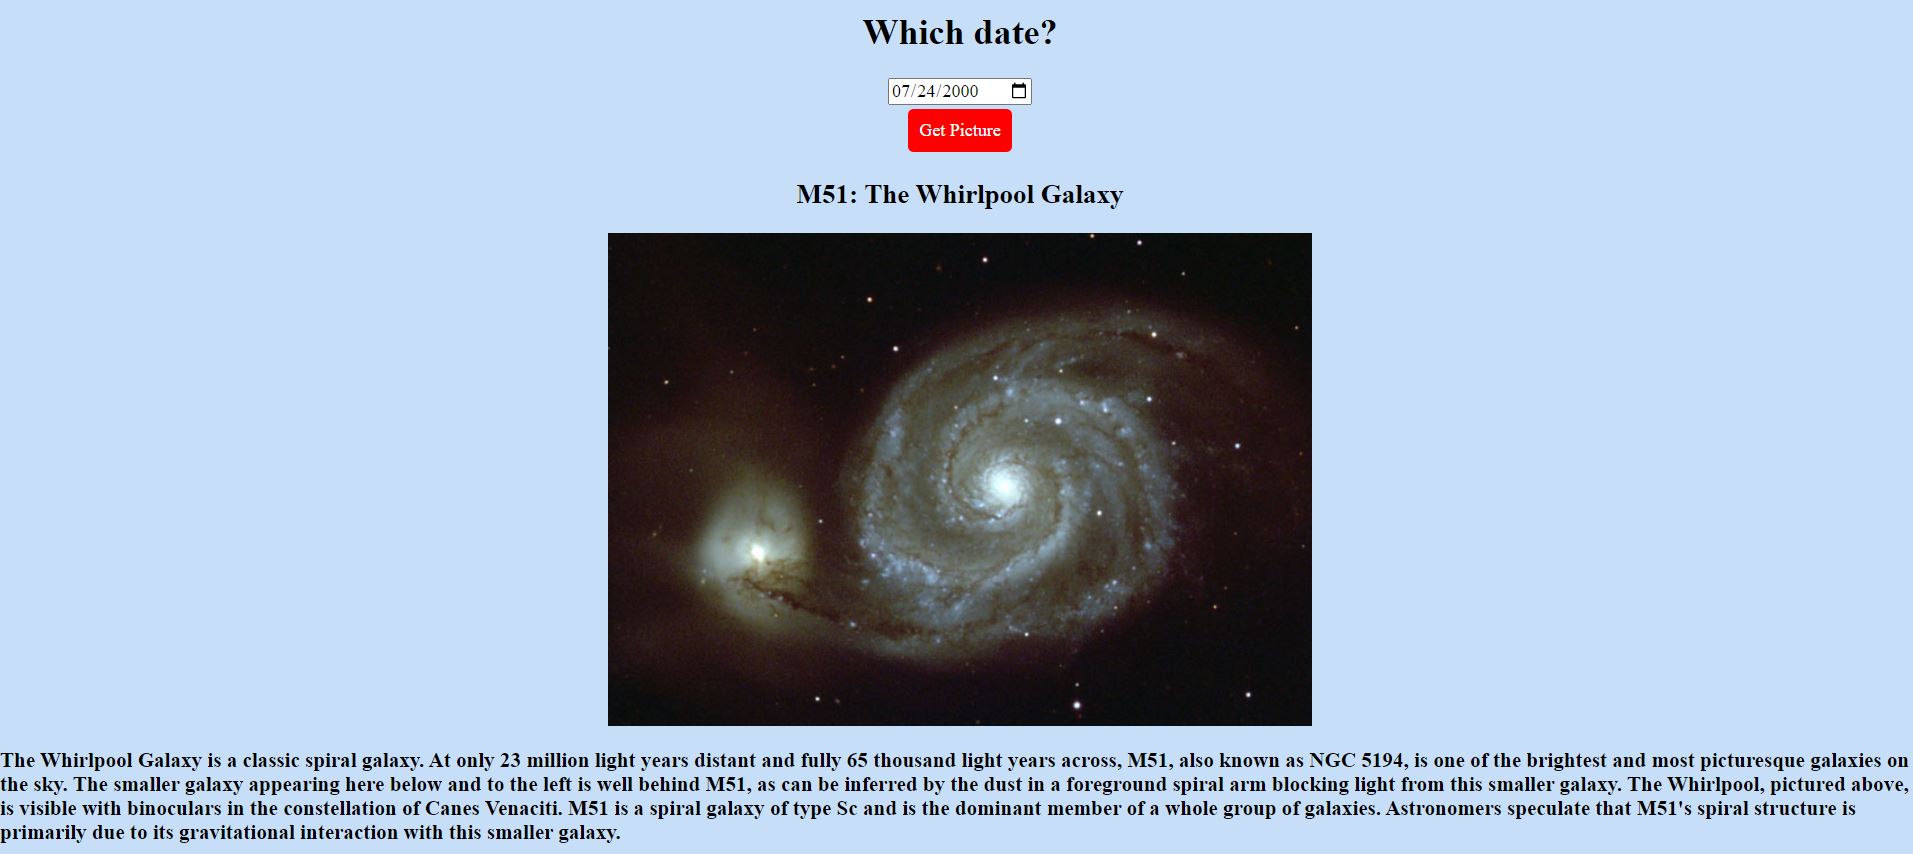 Which date?
07/24/2000
Get Picture
M51: The Whirlpool Galaxy
The Whirlpool Galaxy is a classic spiral galaxy. At only 23 million light years distant and fully 65 thousand light years across, M51, also known as NGC 5194, is one of the brightest and most picturesque galaxies on
the sky. The smaller galaxy appearing here below and to the left is well behind M51, as can be inferred by the dust in a foreground spiral arm blocking light from this smaller galaxy. The Whirlpool, pictured above,
is visible with binoculars in the constellation of Canes Venaciti. M51 is a spiral galaxy of type Sc and is the dominant member of a whole group of galaxies. Astronomers speculate that M51's spiral structure is
primarily due to its gravitational interaction with this smaller galaxy.